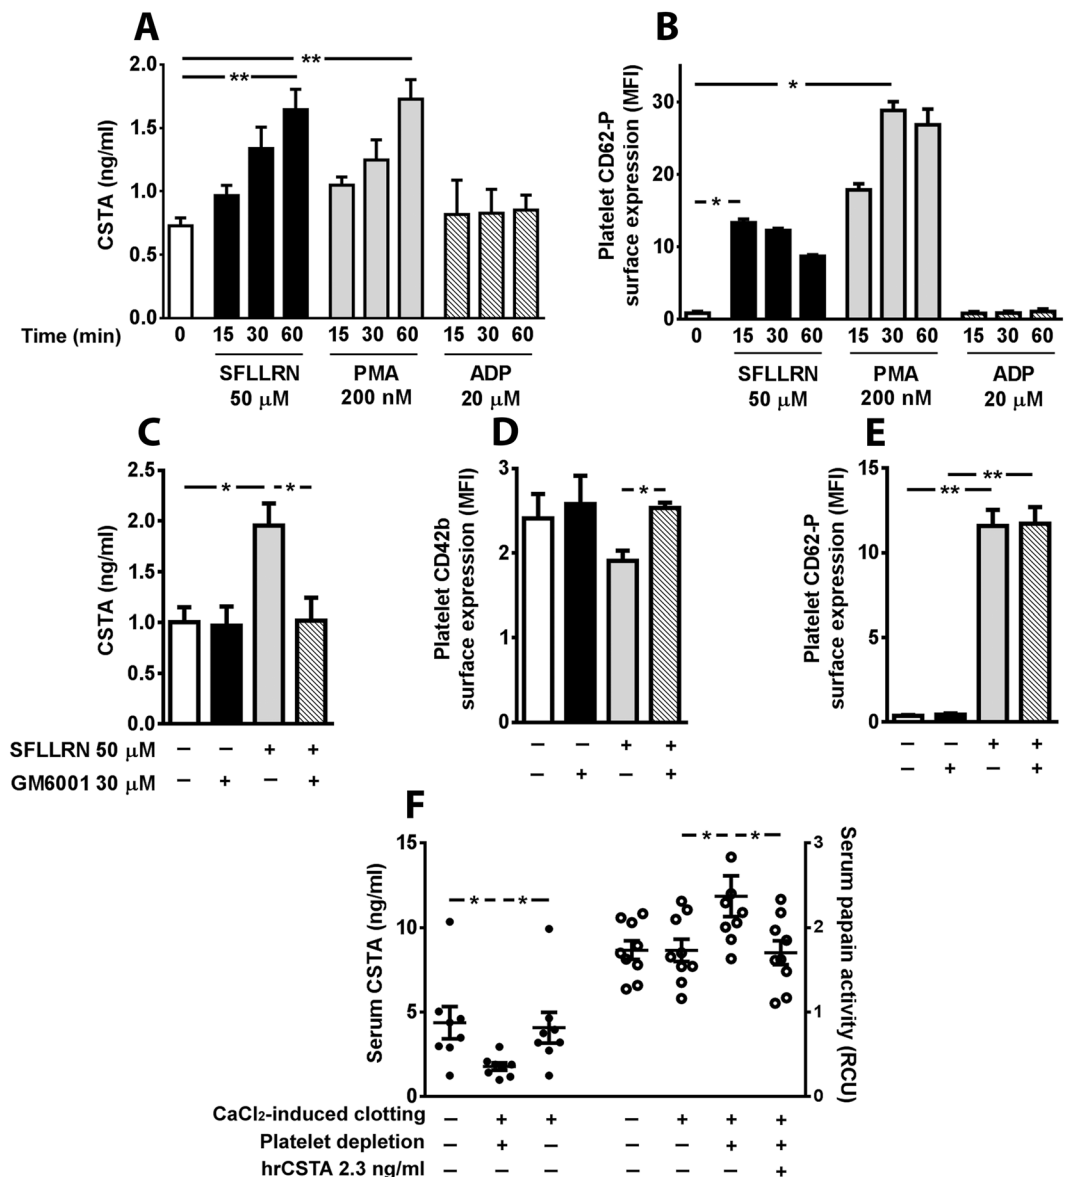 A
B
**
**
CSTA (ng/ml)
2.0
1.5
1.0
0.5
0.0
Time (min)
0 15 30 60 15 30 60 15 30 60
SFLLRN PMA ADP
50 µM 200 nM 20 µM
*
*
Platelet CD62-P
surface expression (MFI)
30
20
10
0
0 15 30 60 15 30 60 15 30 60
SFLLRN PMA ADP
50 µM 200 nM 20 µM
C
D
E
CSTA (ng/ml)
2.5
2.0
1.5
1.0
0.5
0.0
* *
SFLLRN 50 µM – – + +
GM6001 30 µM – + – +
Platelet CD42b
surface expression (MFI)
3
2
1
0
*
– – + +
– + – +
Platelet CD62-P
surface expression (MFI)
15
10
5
0
**
**
– – + +
– + – +
F
Serum CSTA (ng/ml)
15
10
5
0
* *
* *
3
2
1
0
Serum papain activity (RCU)
CaCl₂-induced clotting – + + – + + +
Platelet depletion – + – – – + +
hrCSTA 2.3 ng/ml – – – – – – +